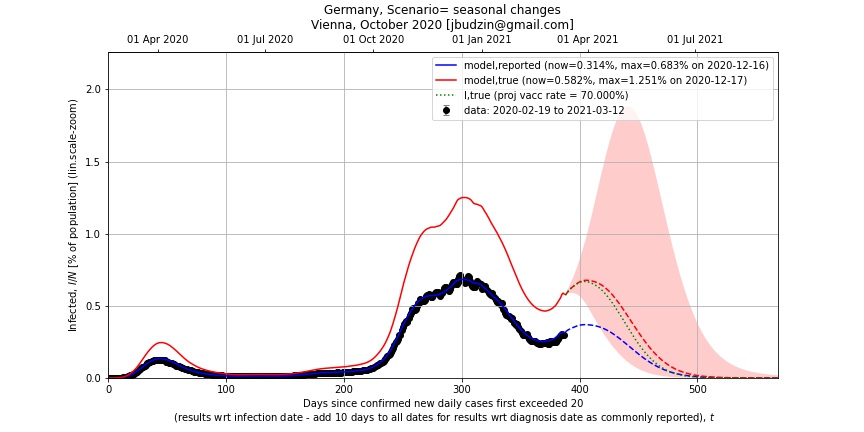 Germany, Scenario= seasonal changes
Vienna, October 2020 [jbudzin@gmail.com]
01 Apr 2020 01 Jul 2020 01 Oct 2020 01 Jan 2021 01 Apr 2021 01 Jul 2021
model,reported (now=0.314%, max=0.683% on 2020-12-16)
model,true (now=0.582%, max=1.251% on 2020-12-17)
I,true (proj vacc rate = 70.000%)
data: 2020-02-19 to 2021-03-12
Infected, I/N [% of population] (lin.scale-zoom)
2.0
1.5
1.0
0.5
0.0
0 100 200 300 400 500
Days since confirmed new daily cases first exceeded 20
(results wrt infection date - add 10 days to all dates for results wrt diagnosis date as commonly reported), t